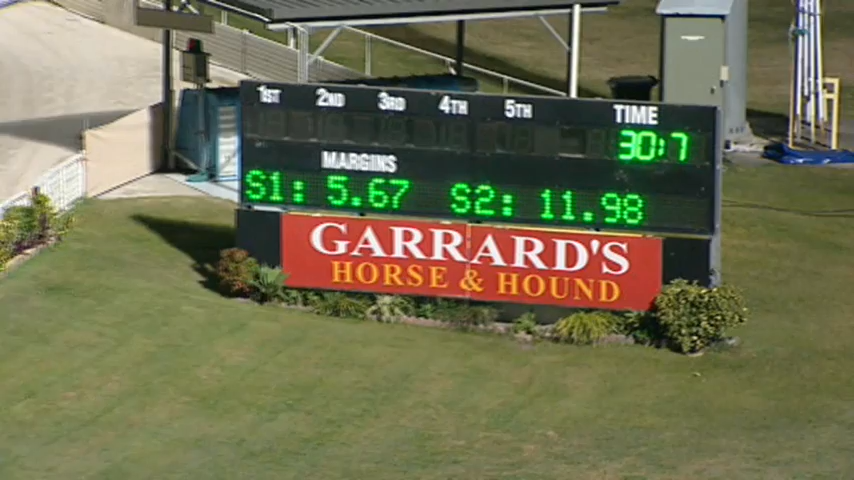 1ST 2ND 3RD 4TH 5TH TIME
30:7
MARGINS
S1: 5.67 S2: 11.98
GARRARD'S
HORSE & HOUND